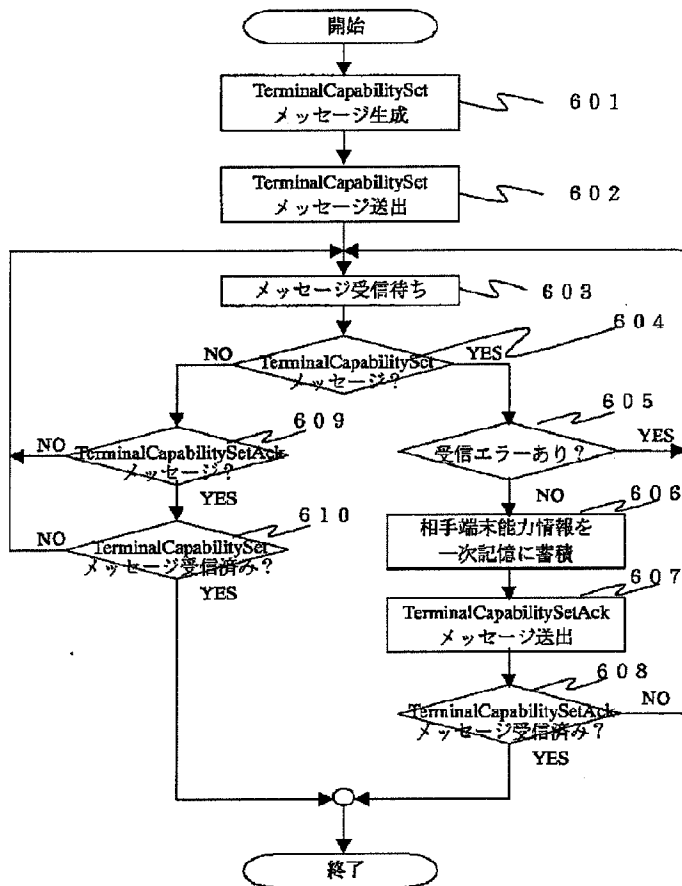 開始
TerminalCapabilitySet
メッセージ生成
601
TerminalCapabilitySet
メッセージ送出
602
メッセージ受信待ち
603
604
NO
TerminalCapabilitySet
メッセージ?
YES
605
受信エラーあり?
YES
NO
609
NO
TerminalCapabilitySetAck
メッセージ?
YES
606
相手端末能力情報を
一次記憶に蓄積
610
NO
TerminalCapabilitySet
メッセージ受信済み?
YES
607
TerminalCapabilitySetAck
メッセージ送出
608
TerminalCapabilitySetAck
メッセージ受信済み?
NO
YES
終了